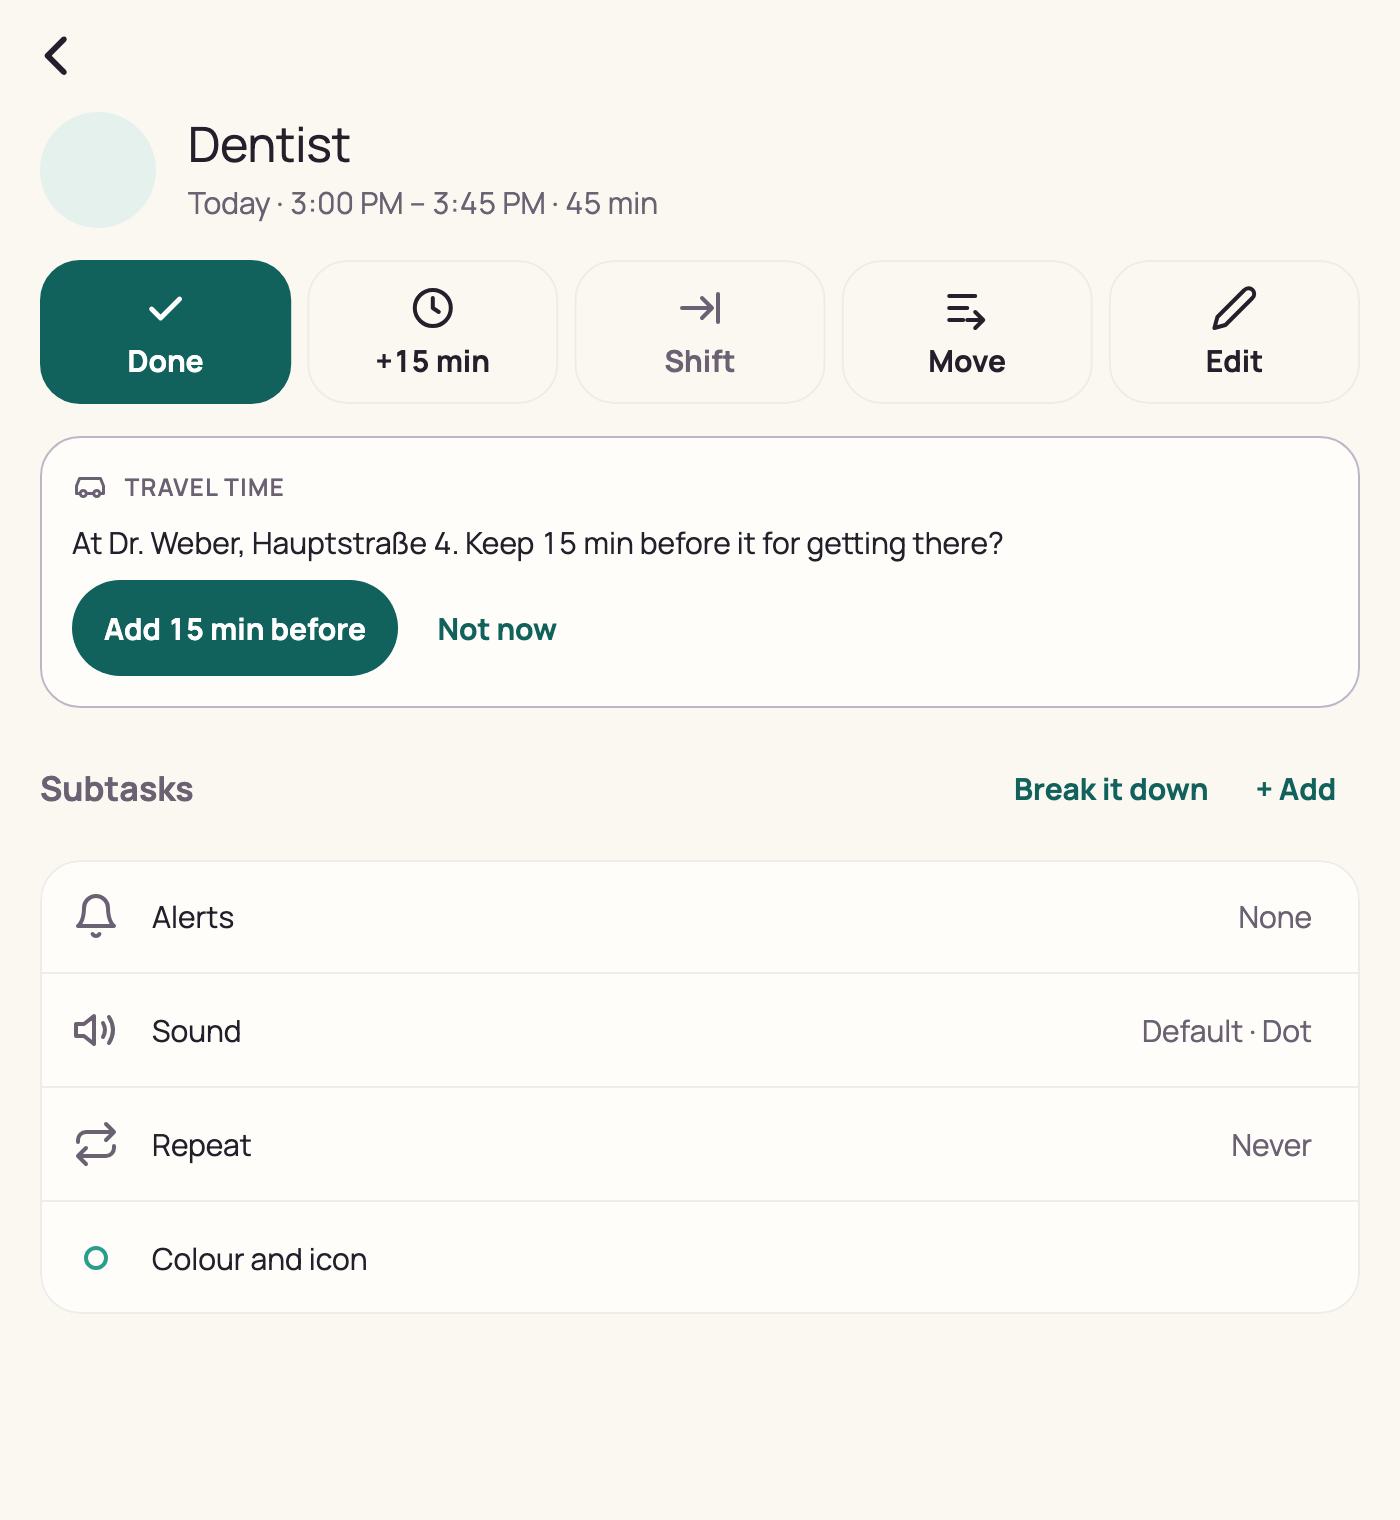 Dentist
Today · 3:00 PM – 3:45 PM · 45 min
Done
+15 min
Shift
Move
Edit
TRAVEL TIME
At Dr. Weber, Hauptstraße 4. Keep 15 min before it for getting there?
Add 15 min before
Not now
Subtasks
Break it down
+ Add
Alerts
None
Sound
Default · Dot
Repeat
Never
Colour and icon